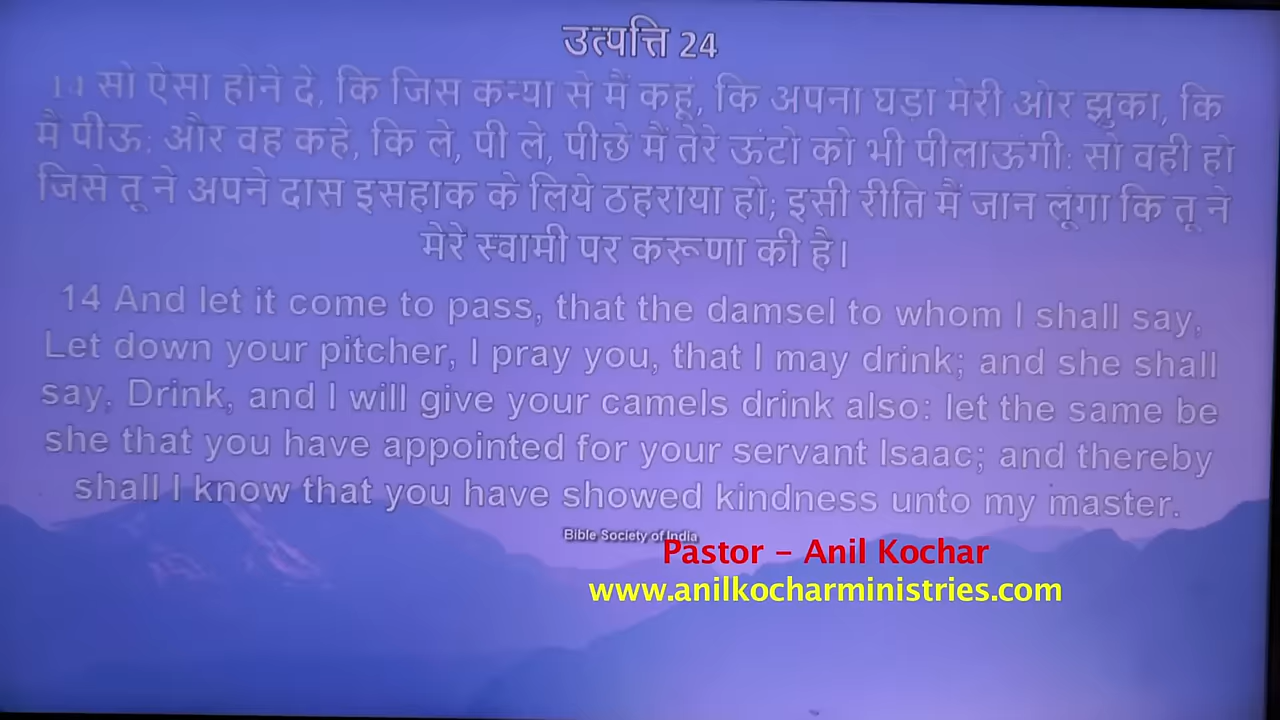 उत्पत्ति 24
14 सो ऐसा होने दे, कि जिस कन्या से मैं कहूं, कि अपना घड़ा मेरी ओर झुका, कि
मैं पीऊं; और वह कहे, कि ले, पी ले, पीछे मैं तेरे ऊंटो को भी पीलाऊंगी: सो वही हो
जिसे तू ने अपने दास इसहाक के लिये ठहराया हो; इसी रीति मैं जान लूंगा कि तू ने
मेरे स्वामी पर करूणा की है।
14 And let it come to pass, that the damsel to whom I shall say,
Let down your pitcher, I pray you, that I may drink; and she shall
say, Drink, and I will give your camels drink also: let the same be
she that you have appointed for your servant Isaac; and thereby
shall I know that you have showed kindness unto my master.
Bible Society of India
Pastor – Anil Kochar
www.anilkocharministries.com